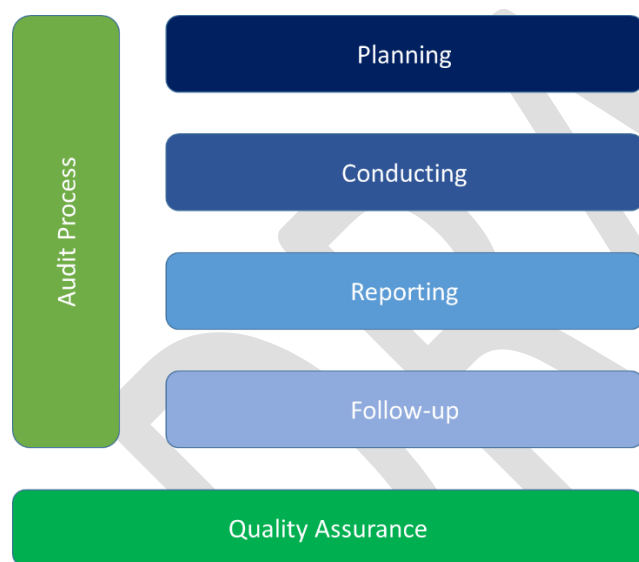 Audit Process
Planning
Conducting
Reporting
Follow-up
Quality Assurance